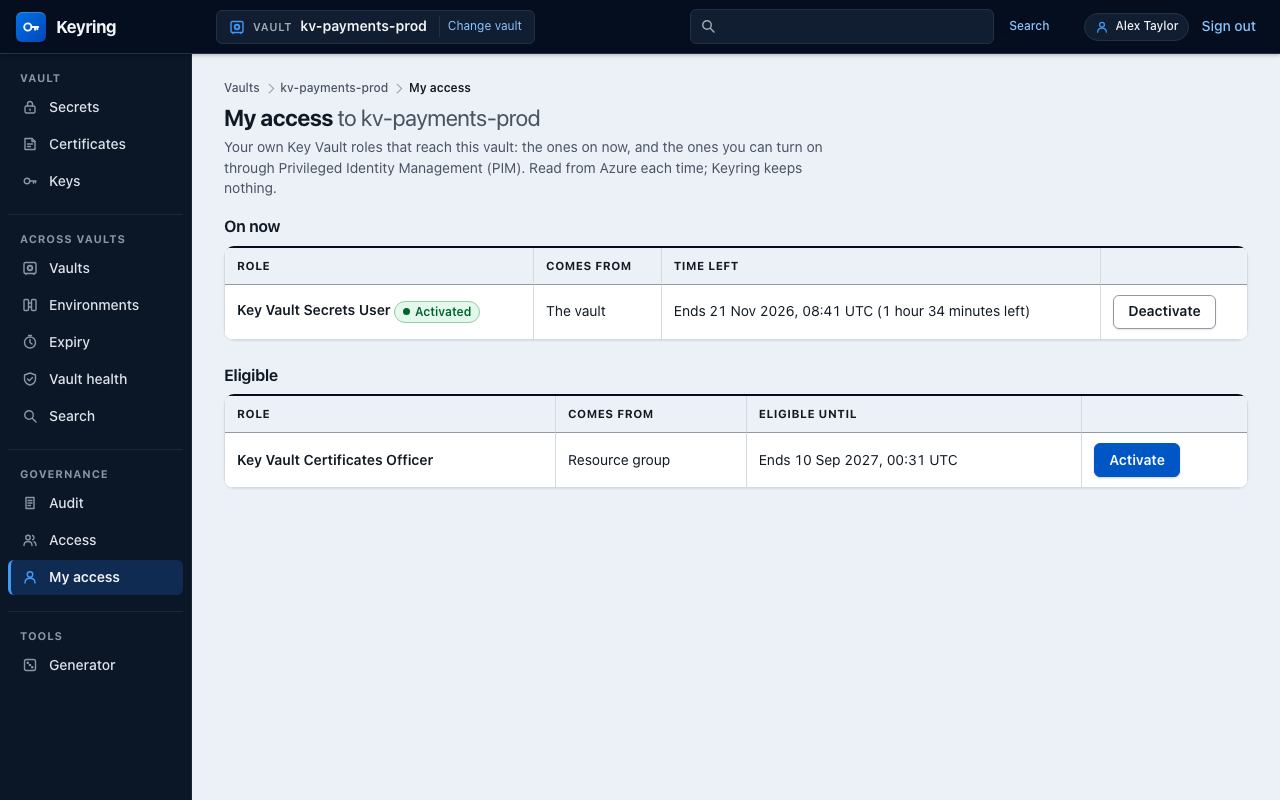 Keyring
VAULT kv-payments-prod Change vault
Search
Alex Taylor
Sign out
VAULT
Secrets
Certificates
Keys
ACROSS VAULTS
Vaults
Environments
Expiry
Vault health
Search
GOVERNANCE
Audit
Access
My access
TOOLS
Generator
Vaults kv-payments-prod My access
My access to kv-payments-prod
Your own Key Vault roles that reach this vault: the ones on now, and the ones you can turn on
through Privileged Identity Management (PIM). Read from Azure each time; Keyring keeps
nothing.
On now
ROLE COMES FROM TIME LEFT
Key Vault Secrets User Activated The vault Ends 21 Nov 2026, 08:41 UTC (1 hour 34 minutes left) Deactivate
Eligible
ROLE COMES FROM ELIGIBLE UNTIL
Key Vault Certificates Officer Resource group Ends 10 Sep 2027, 00:31 UTC Activate